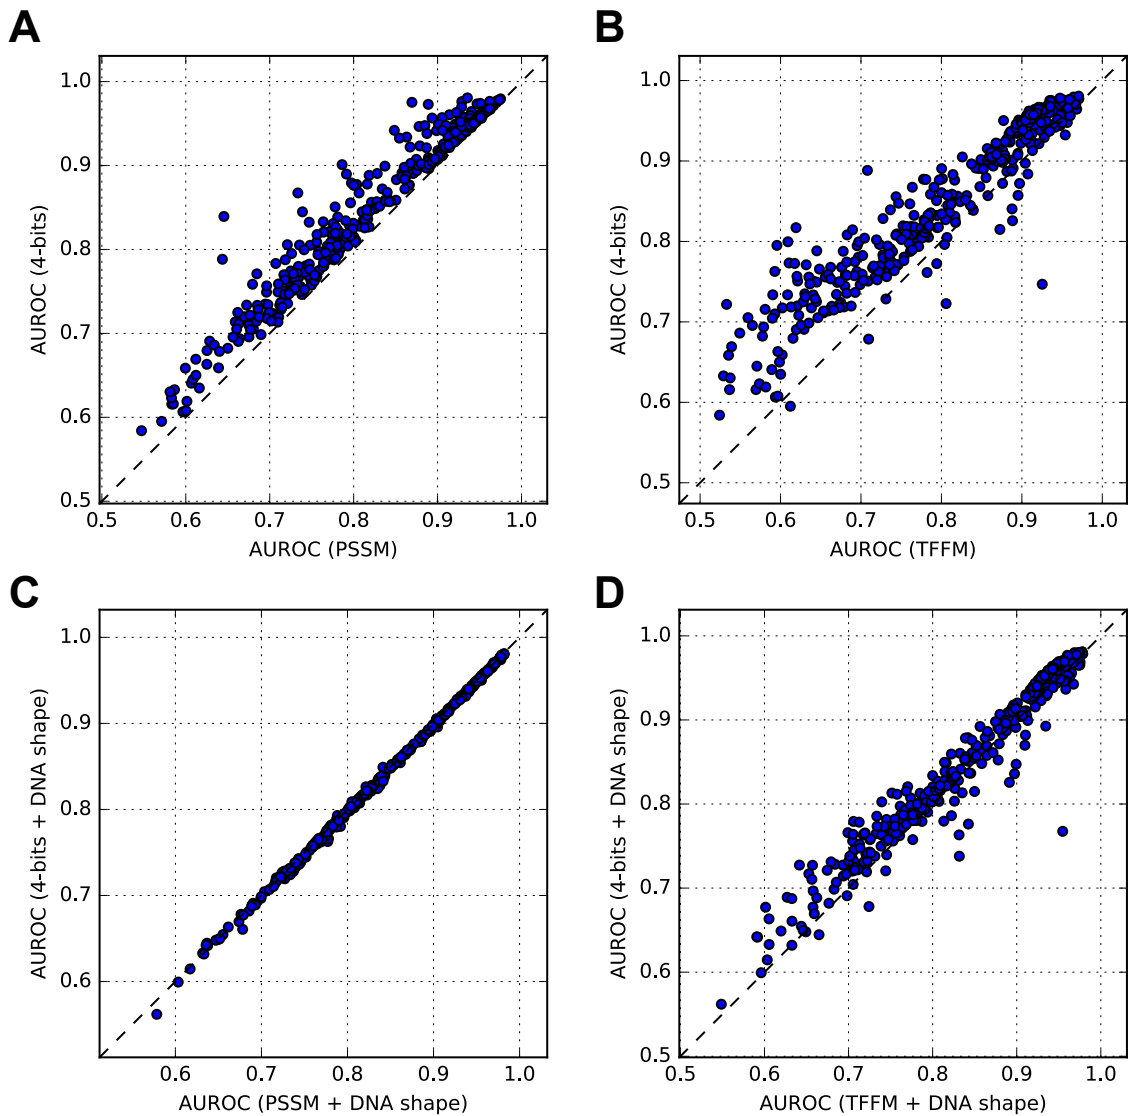 A
1.0
0.9
0.8
0.7
0.6
0.5
AUROC (4-bits)
0.5 0.6 0.7 0.8 0.9 1.0
AUROC (PSSM)
B
1.0
0.9
0.8
0.7
0.6
0.5
AUROC (4-bits)
0.5 0.6 0.7 0.8 0.9 1.0
AUROC (TFFM)
C
1.0
0.9
0.8
0.7
0.6
AUROC (4-bits + DNA shape)
0.6 0.7 0.8 0.9 1.0
AUROC (PSSM + DNA shape)
D
1.0
0.9
0.8
0.7
0.6
0.5
AUROC (4-bits + DNA shape)
0.5 0.6 0.7 0.8 0.9 1.0
AUROC (TFFM + DNA shape)